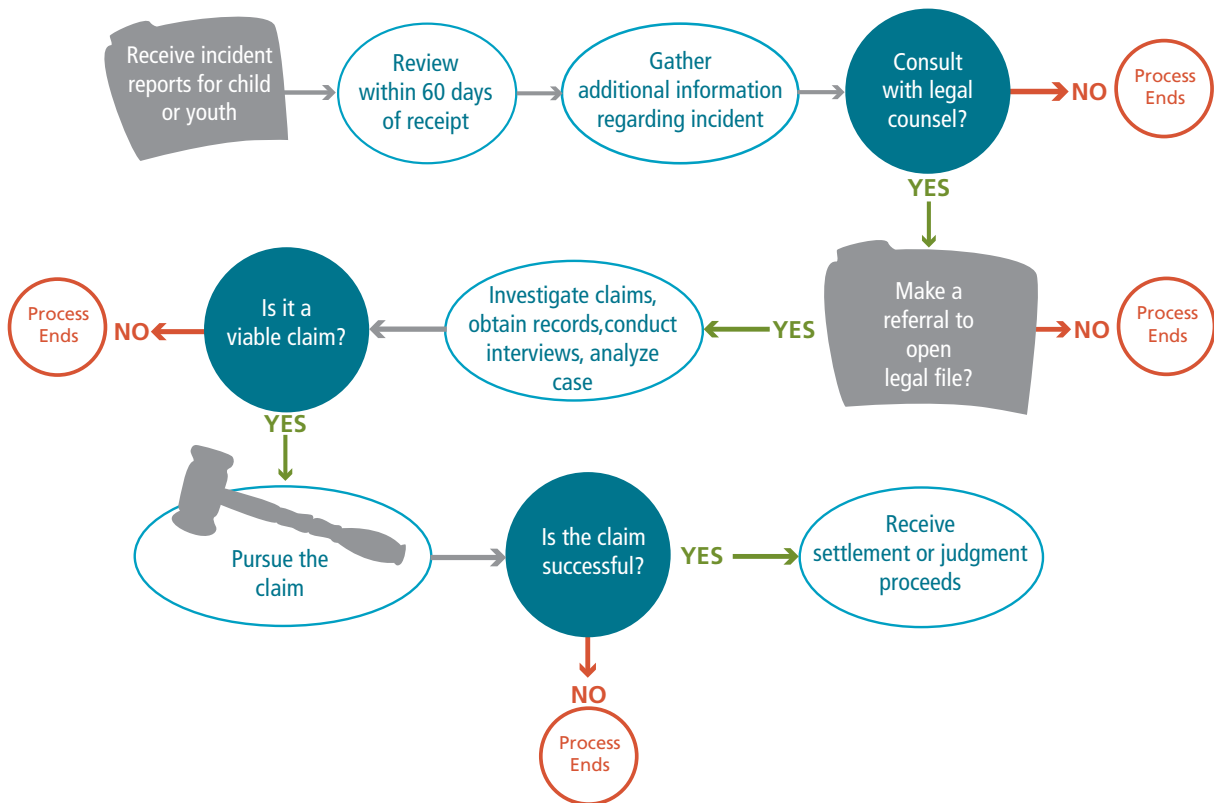 Receive incident
reports for child
or youth
Review
within 60 days
of receipt
Gather
additional information
regarding incident
Consult
with legal
counsel?
NO
Process
Ends
YES
Make a
referral to
open
legal file?
NO
Process
Ends
YES
Investigate claims,
obtain records,conduct
interviews, analyze
case
Is it a
viable claim?
NO
Process
Ends
YES
Pursue the
claim
Is the claim
successful?
YES
Receive
settlement or judgment
proceeds
NO
Process
Ends